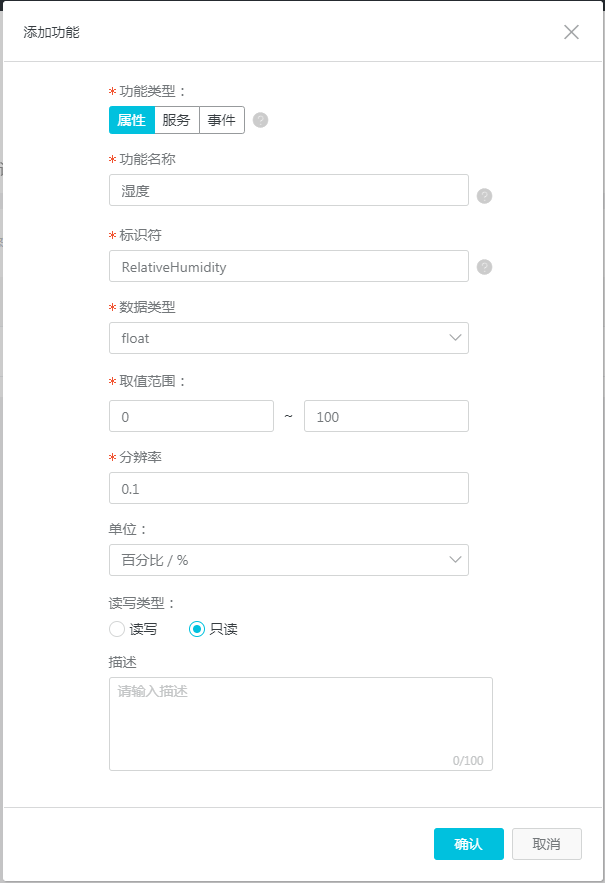 添加功能
* 功能类型：
属性 服务 事件 ?
* 功能名称
湿度 ?
* 标识符
RelativeHumidity ?
* 数据类型
float
* 取值范围：
0 ~ 100
* 分辨率
0.1
单位：
百分比 / %
读写类型：
读写 只读
描述
请输入描述
0/100
确认 取消